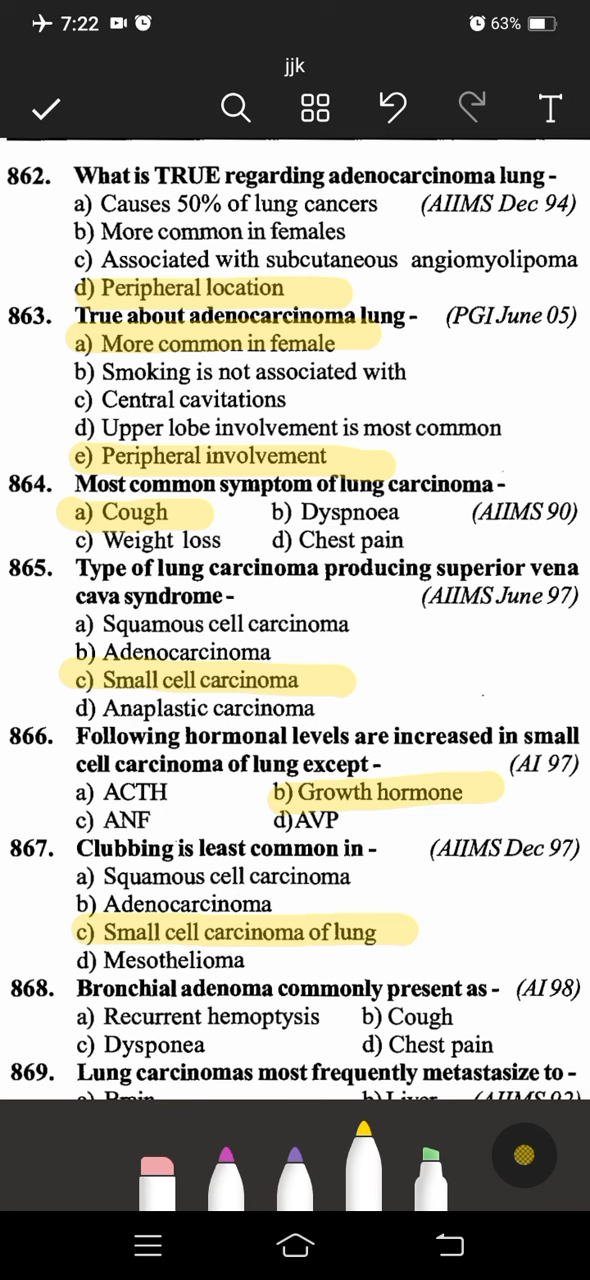 7:22
63%
jjk
T
862. What is TRUE regarding adenocarcinoma lung -
a) Causes 50% of lung cancers (AIIMS Dec 94)
b) More common in females
c) Associated with subcutaneous angiomyolipoma
d) Peripheral location
863. True about adenocarcinoma lung - (PGI June 05)
a) More common in female
b) Smoking is not associated with
c) Central cavitations
d) Upper lobe involvement is most common
e) Peripheral involvement
864. Most common symptom of lung carcinoma -
a) Cough b) Dyspnoea (AIIMS 90)
c) Weight loss d) Chest pain
865. Type of lung carcinoma producing superior vena
cava syndrome - (AIIMS June 97)
a) Squamous cell carcinoma
b) Adenocarcinoma
c) Small cell carcinoma
d) Anaplastic carcinoma
866. Following hormonal levels are increased in small
cell carcinoma of lung except - (AI 97)
a) ACTH b) Growth hormone
c) ANF d) AVP
867. Clubbing is least common in - (AIIMS Dec 97)
a) Squamous cell carcinoma
b) Adenocarcinoma
c) Small cell carcinoma of lung
d) Mesothelioma
868. Bronchial adenoma commonly present as - (AI 98)
a) Recurrent hemoptysis b) Cough
c) Dysponea d) Chest pain
869. Lung carcinomas most frequently metastasize to -
a) Brain b) Liver (AIIMS 92)